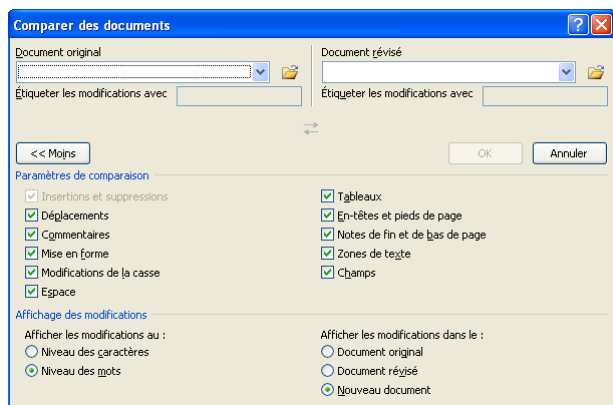 Comparer des documents
Document original
Document révisé
Étiqueter les modifications avec
Étiqueter les modifications avec
<< Moins
OK
Annuler
Paramètres de comparaison
Insertions et suppressions
Déplacements
Commentaires
Mise en forme
Modifications de la casse
Espace
Tableaux
En-têtes et pieds de page
Notes de fin et de bas de page
Zones de texte
Champs
Affichage des modifications
Afficher les modifications au :
Niveau des caractères
Niveau des mots
Afficher les modifications dans le :
Document original
Document révisé
Nouveau document